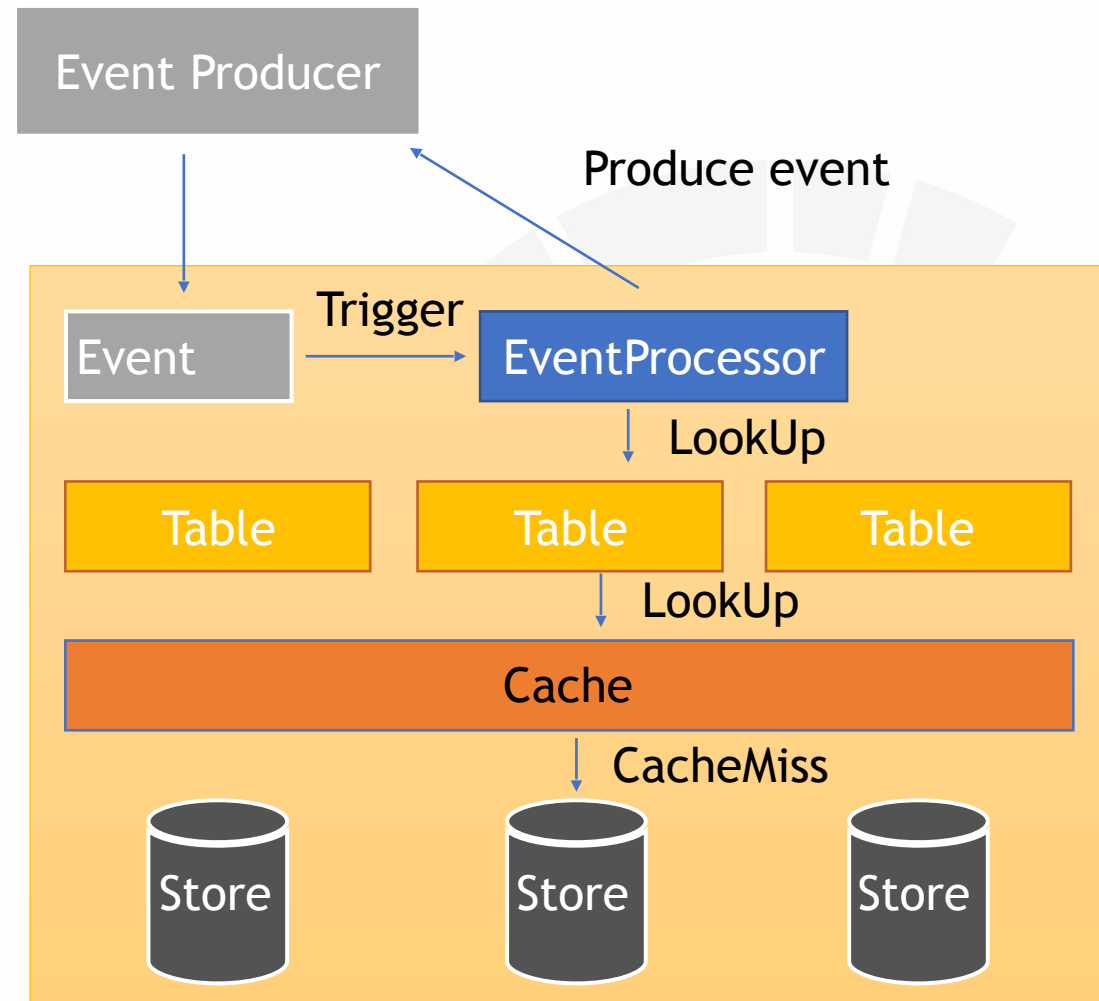 Event Producer
Produce event
Trigger
Event
EventProcessor
LookUp
Table
Table
Table
LookUp
Cache
CacheMiss
Store
Store
Store